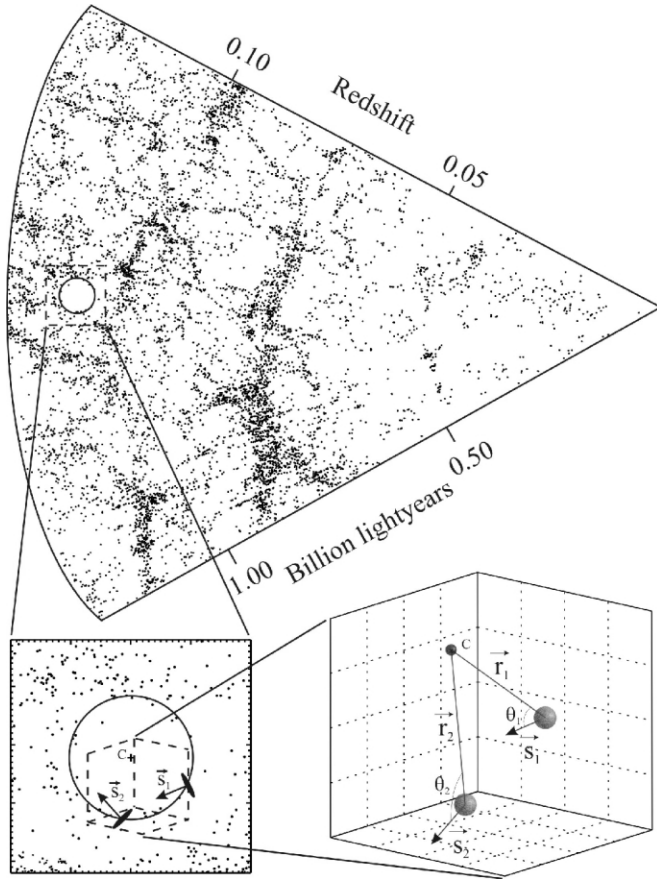 0.10
Redshift
0.05
0.50
Billion lightyears
1.00
C
r₁
θ₁
s₁
r₂
θ₂
s₂
C
s₂
s₁